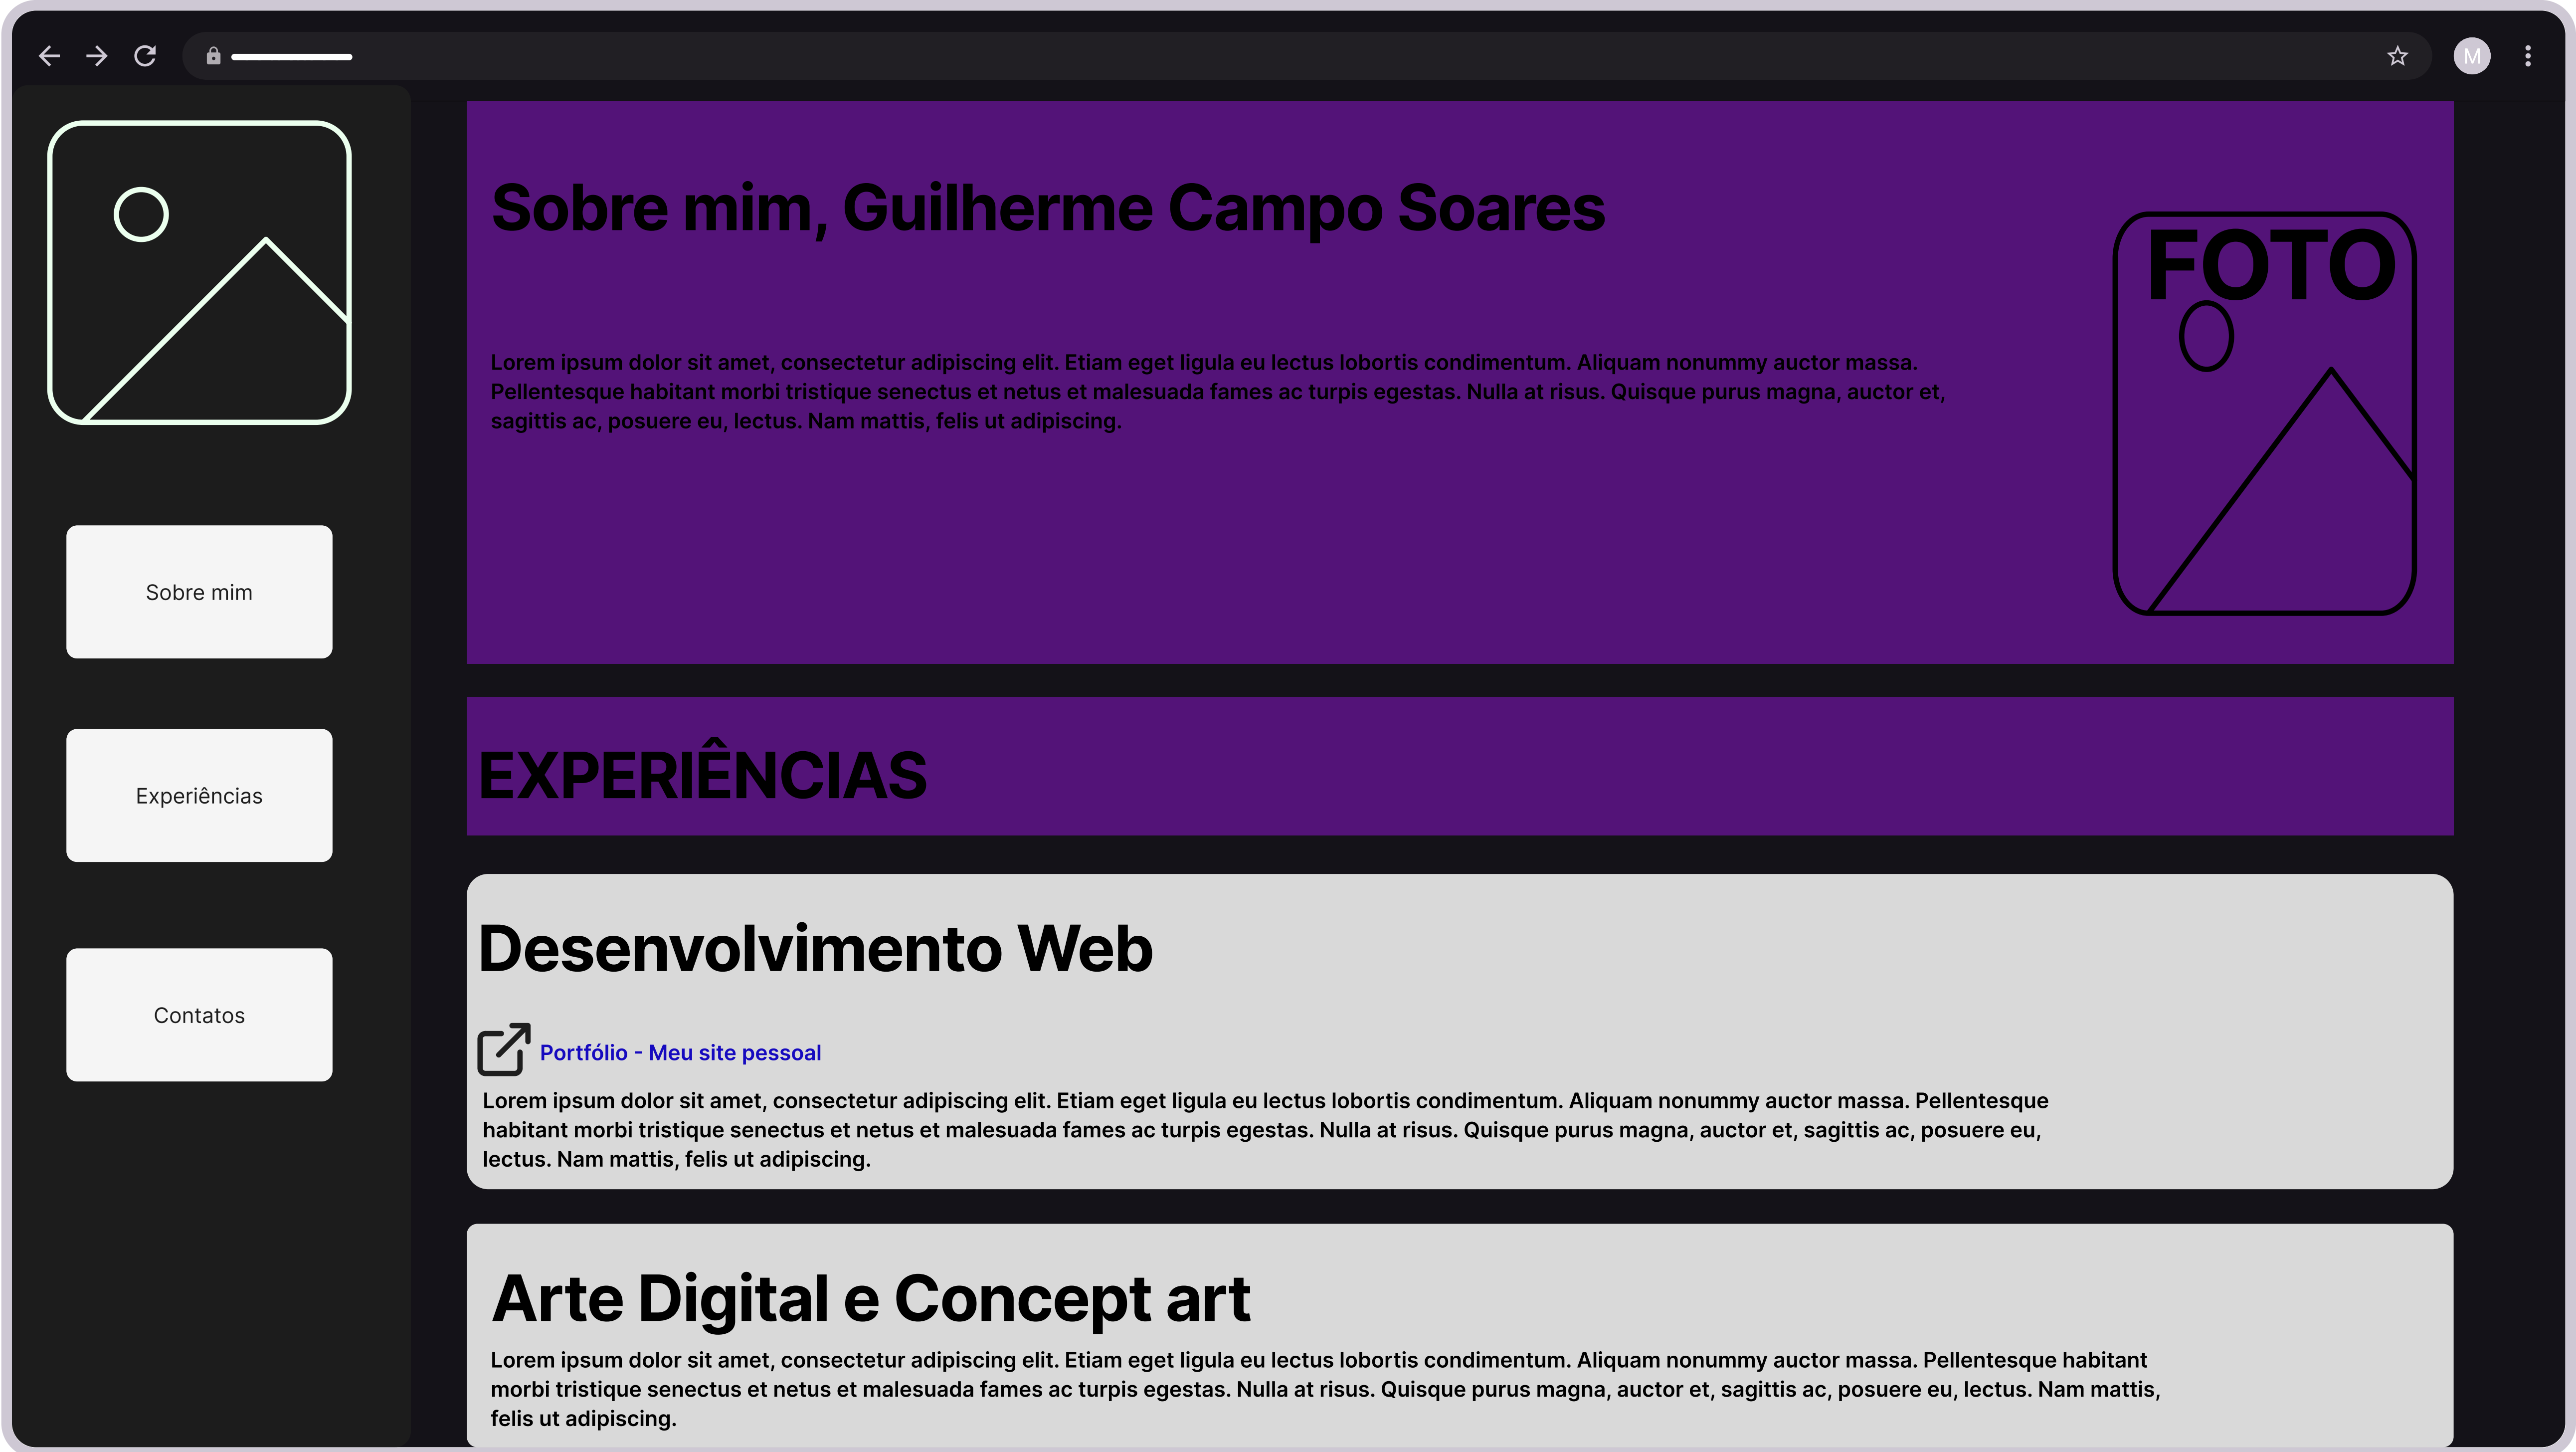 M
Sobre mim
Experiências
Contatos
Sobre mim, Guilherme Campo Soares
FOTO
Lorem ipsum dolor sit amet, consectetur adipiscing elit. Etiam eget ligula eu lectus lobortis condimentum. Aliquam nonummy auctor massa.
Pellentesque habitant morbi tristique senectus et netus et malesuada fames ac turpis egestas. Nulla at risus. Quisque purus magna, auctor et,
sagittis ac, posuere eu, lectus. Nam mattis, felis ut adipiscing.
EXPERIÊNCIAS
Desenvolvimento Web
Portfólio - Meu site pessoal
Lorem ipsum dolor sit amet, consectetur adipiscing elit. Etiam eget ligula eu lectus lobortis condimentum. Aliquam nonummy auctor massa. Pellentesque
habitant morbi tristique senectus et netus et malesuada fames ac turpis egestas. Nulla at risus. Quisque purus magna, auctor et, sagittis ac, posuere eu,
lectus. Nam mattis, felis ut adipiscing.
Arte Digital e Concept art
Lorem ipsum dolor sit amet, consectetur adipiscing elit. Etiam eget ligula eu lectus lobortis condimentum. Aliquam nonummy auctor massa. Pellentesque habitant
morbi tristique senectus et netus et malesuada fames ac turpis egestas. Nulla at risus. Quisque purus magna, auctor et, sagittis ac, posuere eu, lectus. Nam mattis,
felis ut adipiscing.